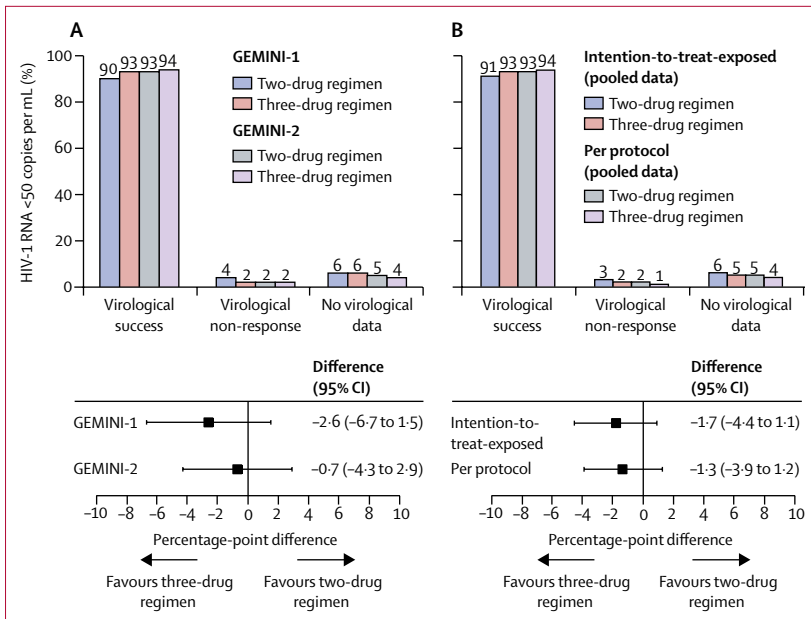 A
HIV-1 RNA <50 copies per mL (%)
100
80
60
40
20
0
90 93 93 94
4 2 2 2
6 6 5 4
Virological success
Virological non-response
No virological data
GEMINI-1
Two-drug regimen
Three-drug regimen
GEMINI-2
Two-drug regimen
Three-drug regimen
Difference
(95% CI)
GEMINI-1 −2·6 (−6·7 to 1·5)
GEMINI-2 −0·7 (−4·3 to 2·9)
−10 −8 −6 −4 −2 0 2 4 6 8 10
Percentage-point difference
Favours three-drug regimen
Favours two-drug regimen
B
91 93 93 94
3 2 2 1
6 5 5 4
Virological success
Virological non-response
No virological data
Intention-to-treat-exposed
(pooled data)
Two-drug regimen
Three-drug regimen
Per protocol
(pooled data)
Two-drug regimen
Three-drug regimen
Difference
(95% CI)
Intention-to-treat-exposed −1·7 (−4·4 to 1·1)
Per protocol −1·3 (−3·9 to 1·2)
−10 −8 −6 −4 −2 0 2 4 6 8 10
Percentage-point difference
Favours three-drug regimen
Favours two-drug regimen